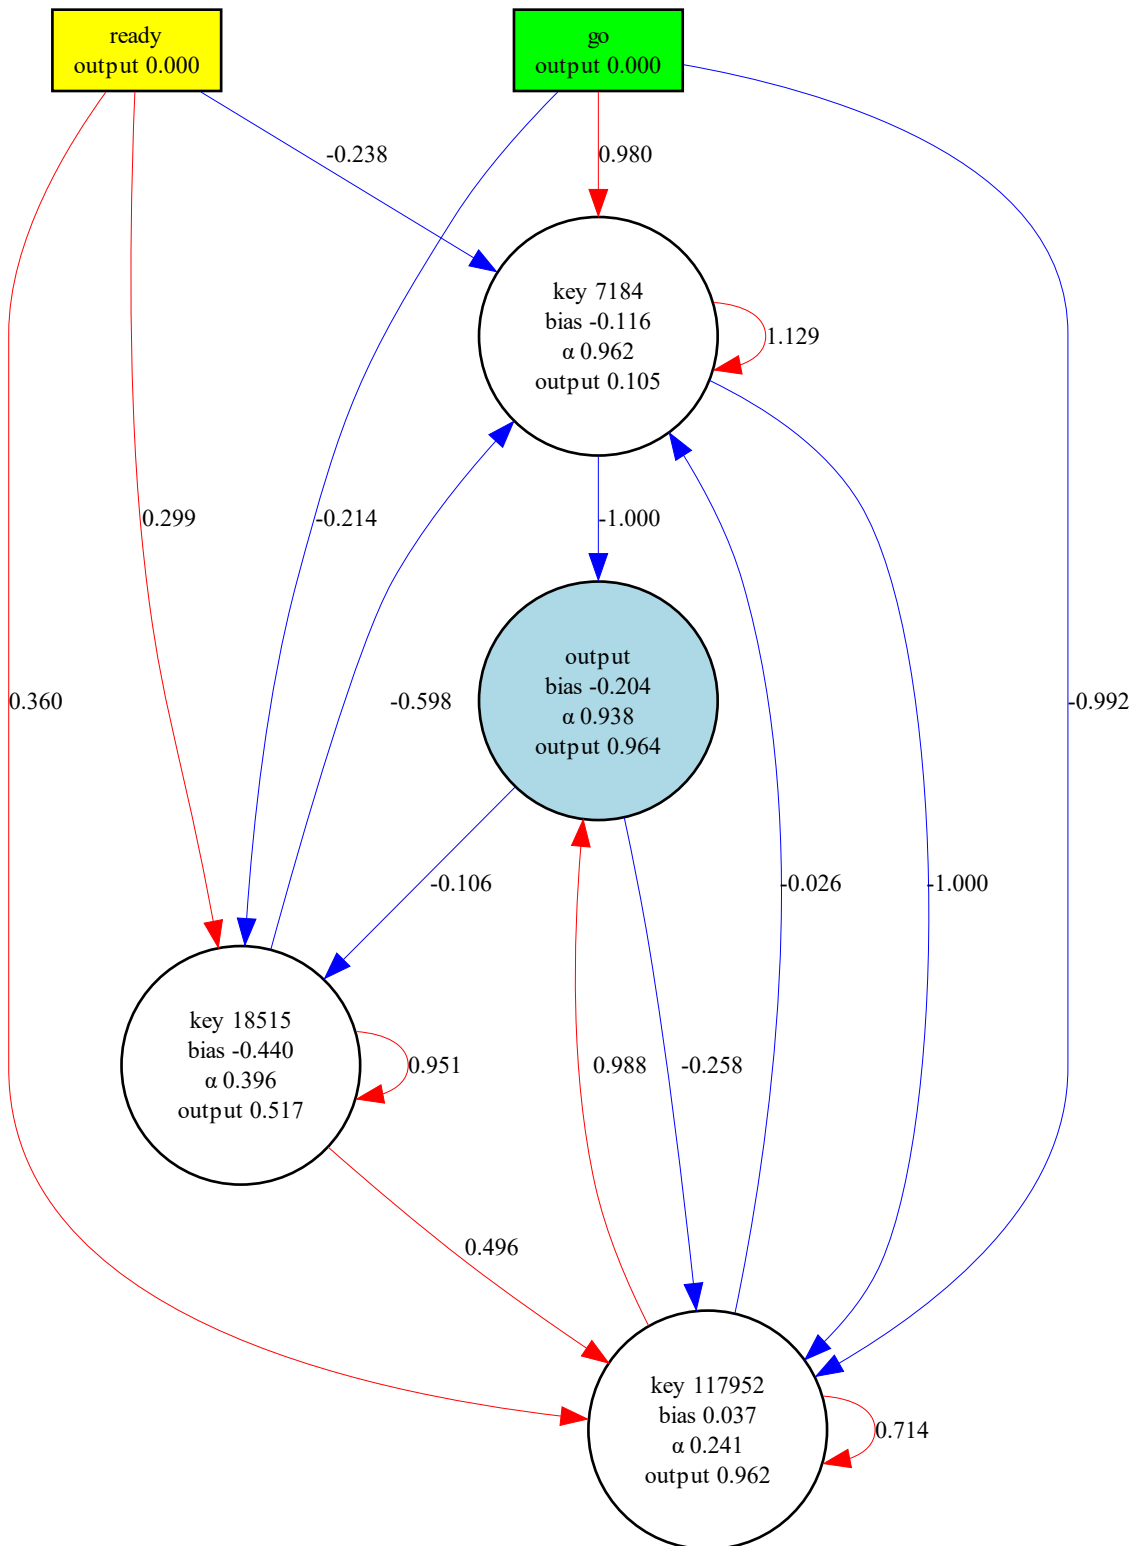 ready
output 0.000
go
output 0.000
-0.238
0.980
key 7184
bias -0.116
α 0.962
output 0.105
1.129
0.299
-0.214
-1.000
output
bias -0.204
α 0.938
output 0.964
0.360
-0.598
-0.992
-0.106
-0.026
-1.000
key 18515
bias -0.440
α 0.396
output 0.517
0.951
0.988
-0.258
0.496
key 117952
bias 0.037
α 0.241
output 0.962
0.714